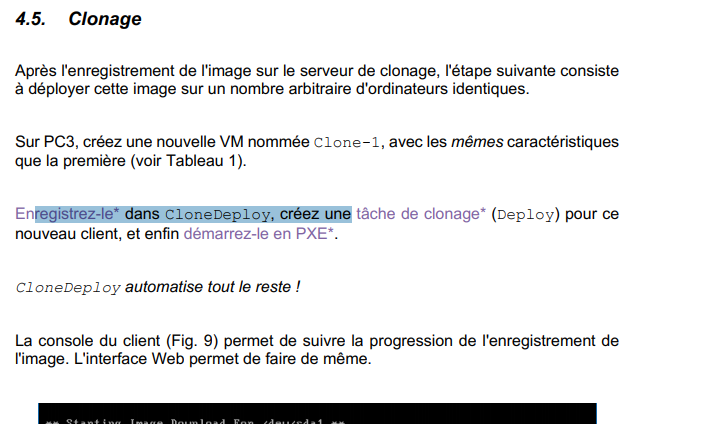 4.5. Clonage
Après l'enregistrement de l'image sur le serveur de clonage, l'étape suivante consiste
à déployer cette image sur un nombre arbitraire d'ordinateurs identiques.
Sur PC3, créez une nouvelle VM nommée Clone-1, avec les mêmes caractéristiques
que la première (voir Tableau 1).
Enregistrez-le* dans CloneDeploy, créez une tâche de clonage* (Deploy) pour ce
nouveau client, et enfin démarrez-le en PXE*.
CloneDeploy automatise tout le reste !
La console du client (Fig. 9) permet de suivre la progression de l'enregistrement de
l'image. L'interface Web permet de faire de même.
** Starting Image Download For /dev/sda1 **